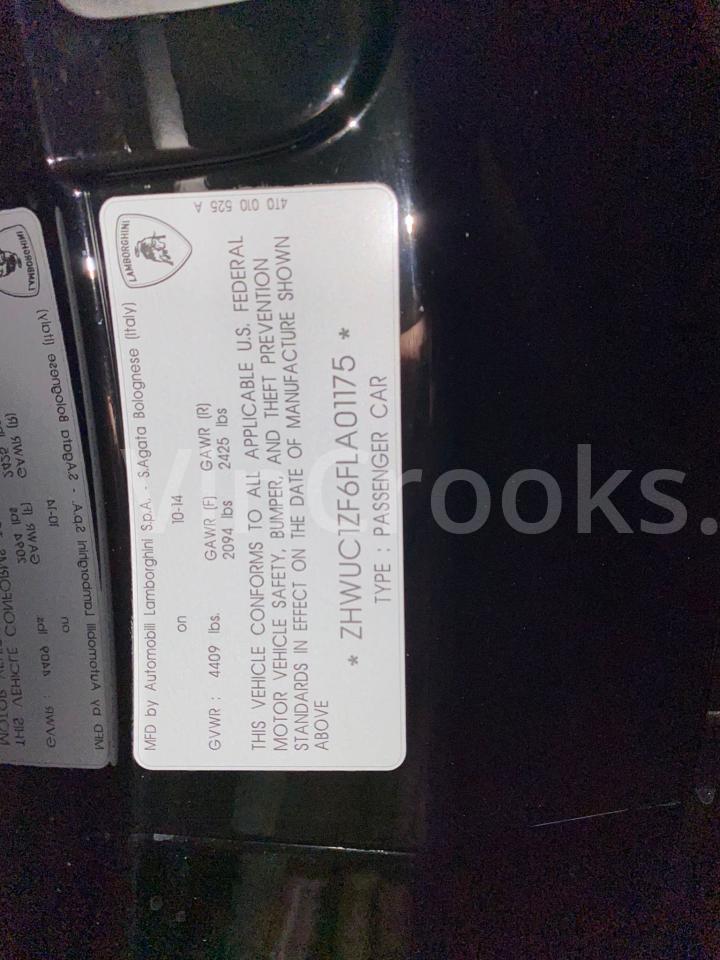 LAMBORGHINI
4T0 010 525 A
MFD by Automobili Lamborghini S.p.A. - S.Agata Bolognese (Italy)
on 10-14
GVWR : 4409 lbs. GAWR (F) GAWR (R)
2094 lbs 2425 lbs
THIS VEHICLE CONFORMS TO ALL APPLICABLE U.S. FEDERAL
MOTOR VEHICLE SAFETY, BUMPER, AND THEFT PREVENTION
STANDARDS IN EFFECT ON THE DATE OF MANUFACTURE SHOWN
ABOVE
* ZHWUC1ZF6FLA01175 *
TYPE : PASSENGER CAR
VinCrooks.